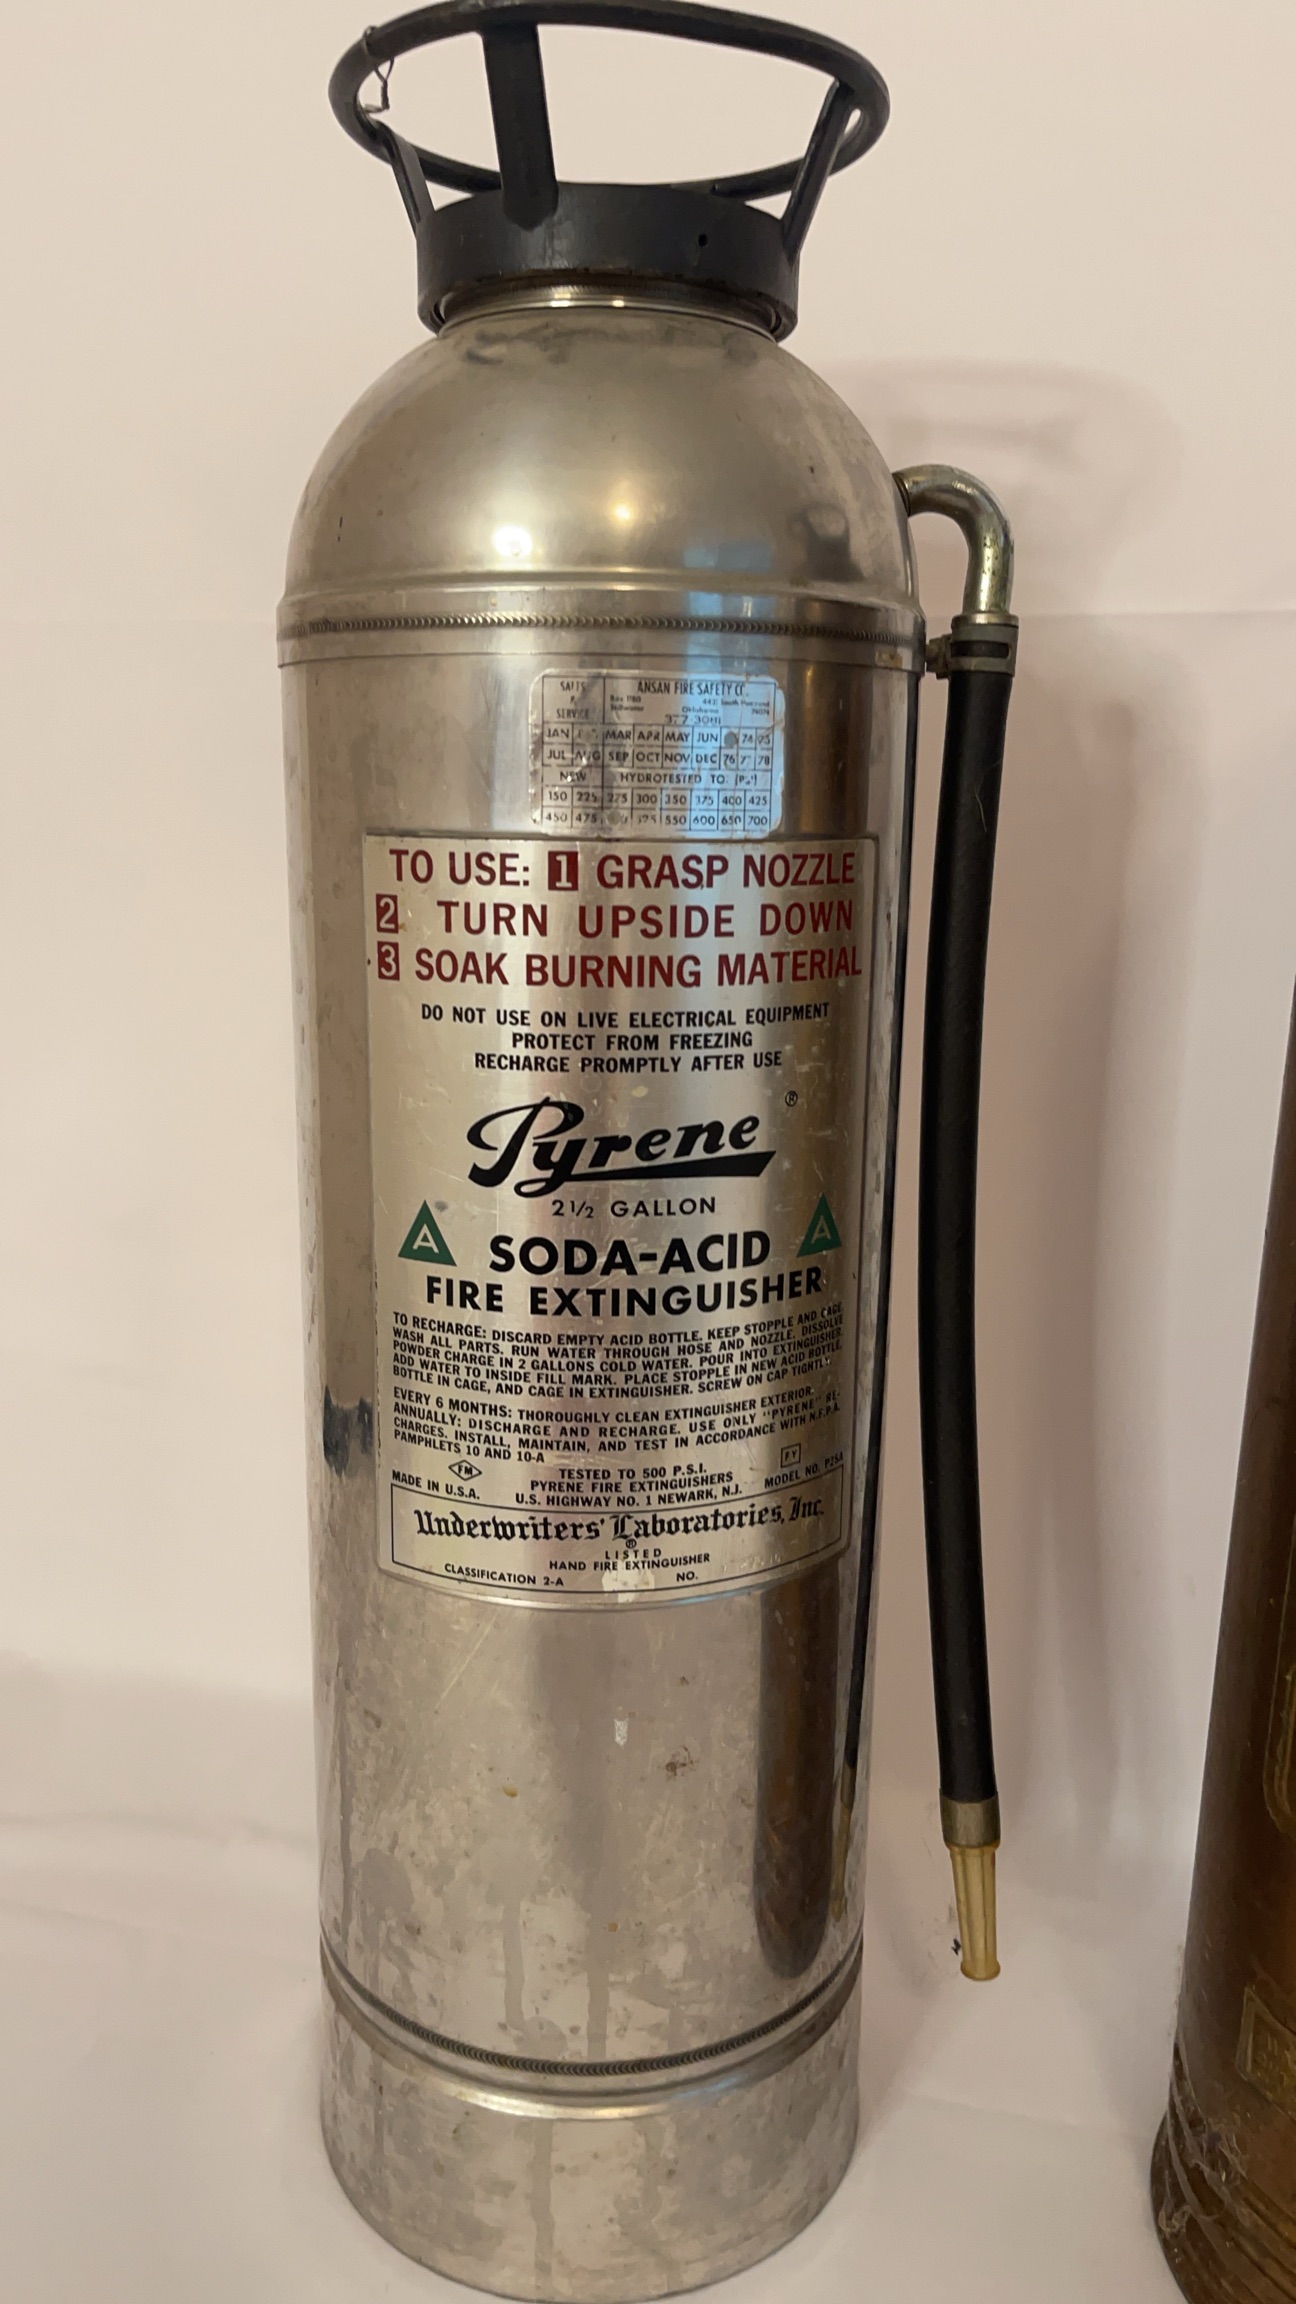 SALES
&
SERVICE
ANSAN FIRE SAFETY CO.
Stillwater Oklahoma 74074
377-3081
JAN MAR APR MAY JUN 74 75
JUL AUG SEP OCT NOV DEC 76 78
NEW HYDROTESTED TO:
150 225 275 300 350 375 400 425
450 475 550 600 650 700
TO USE: 1 GRASP NOZZLE
2 TURN UPSIDE DOWN
3 SOAK BURNING MATERIAL
DO NOT USE ON LIVE ELECTRICAL EQUIPMENT
PROTECT FROM FREEZING
RECHARGE PROMPTLY AFTER USE
Pyrene ®
2 1/2 GALLON
A SODA-ACID A
FIRE EXTINGUISHER
TO RECHARGE: DISCARD EMPTY ACID BOTTLE. KEEP STOPPLE AND CAGE.
WASH ALL PARTS. RUN WATER THROUGH HOSE AND NOZZLE. DISSOLVE
POWDER CHARGE IN 2 GALLONS COLD WATER. POUR INTO EXTINGUISHER.
ADD WATER TO INSIDE FILL MARK. PLACE STOPPLE IN NEW ACID BOTTLE,
BOTTLE IN CAGE, AND CAGE IN EXTINGUISHER. SCREW ON CAP TIGHTLY.
EVERY 6 MONTHS: THOROUGHLY CLEAN EXTINGUISHER EXTERIOR.
ANNUALLY: DISCHARGE AND RECHARGE. USE ONLY "PYRENE" RE-
CHARGES. INSTALL, MAINTAIN, AND TEST IN ACCORDANCE WITH N.F.P.A.
PAMPHLETS 10 AND 10-A
FM TESTED TO 500 P.S.I. PY
MADE IN U.S.A. PYRENE FIRE EXTINGUISHERS MODEL NO. P25A
U.S. HIGHWAY NO. 1 NEWARK, N.J.
Underwriters' Laboratories, Inc.
®
LISTED
HAND FIRE EXTINGUISHER
CLASSIFICATION 2-A NO.